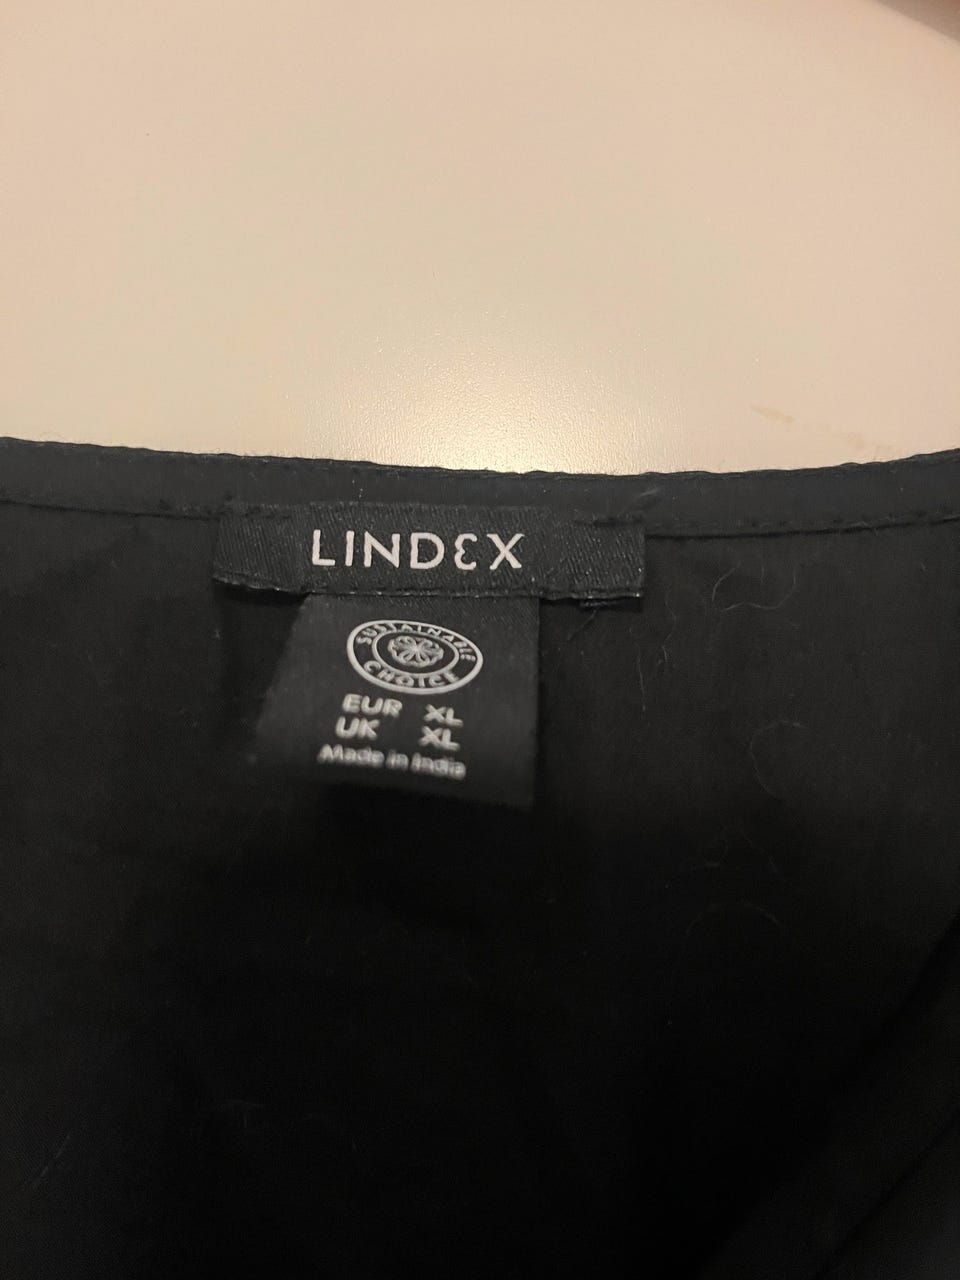 LINDEX
SUSTAINABLE
CHOICE
EUR XL
UK XL
Made in India